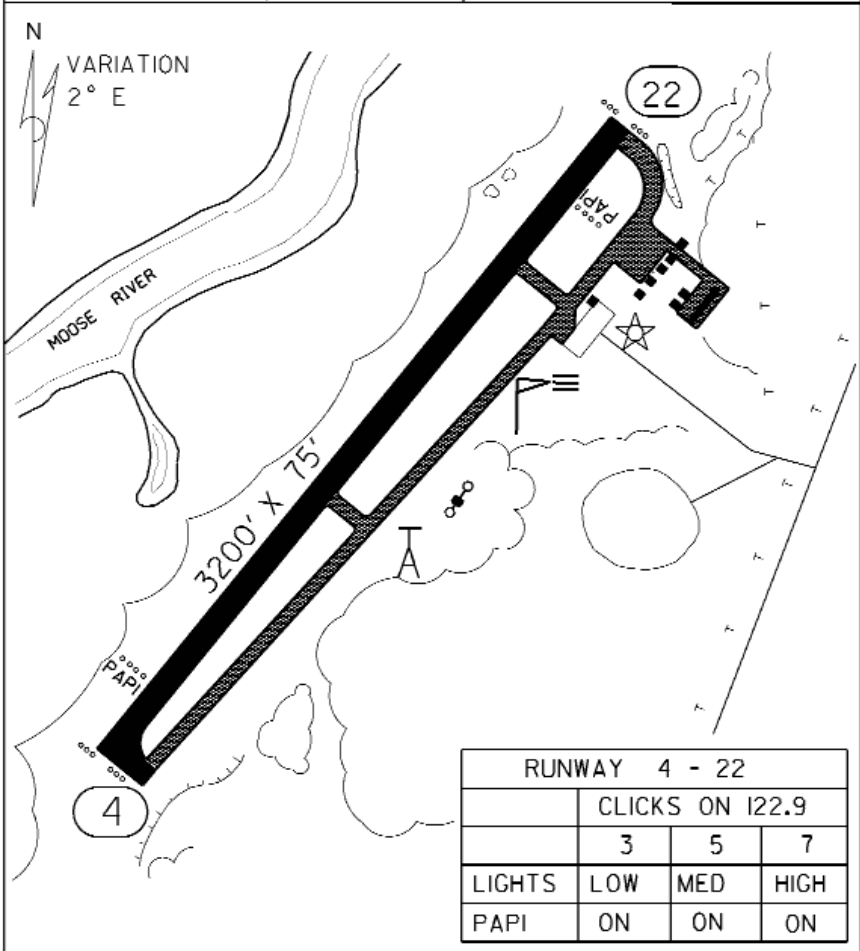 N
VARIATION
2° E
22
PAPI
MOOSE RIVER
3200' X 75'
PAPI
4
RUNWAY 4 - 22
CLICKS ON 122.9
3 5 7
LIGHTS LOW MED HIGH
PAPI ON ON ON